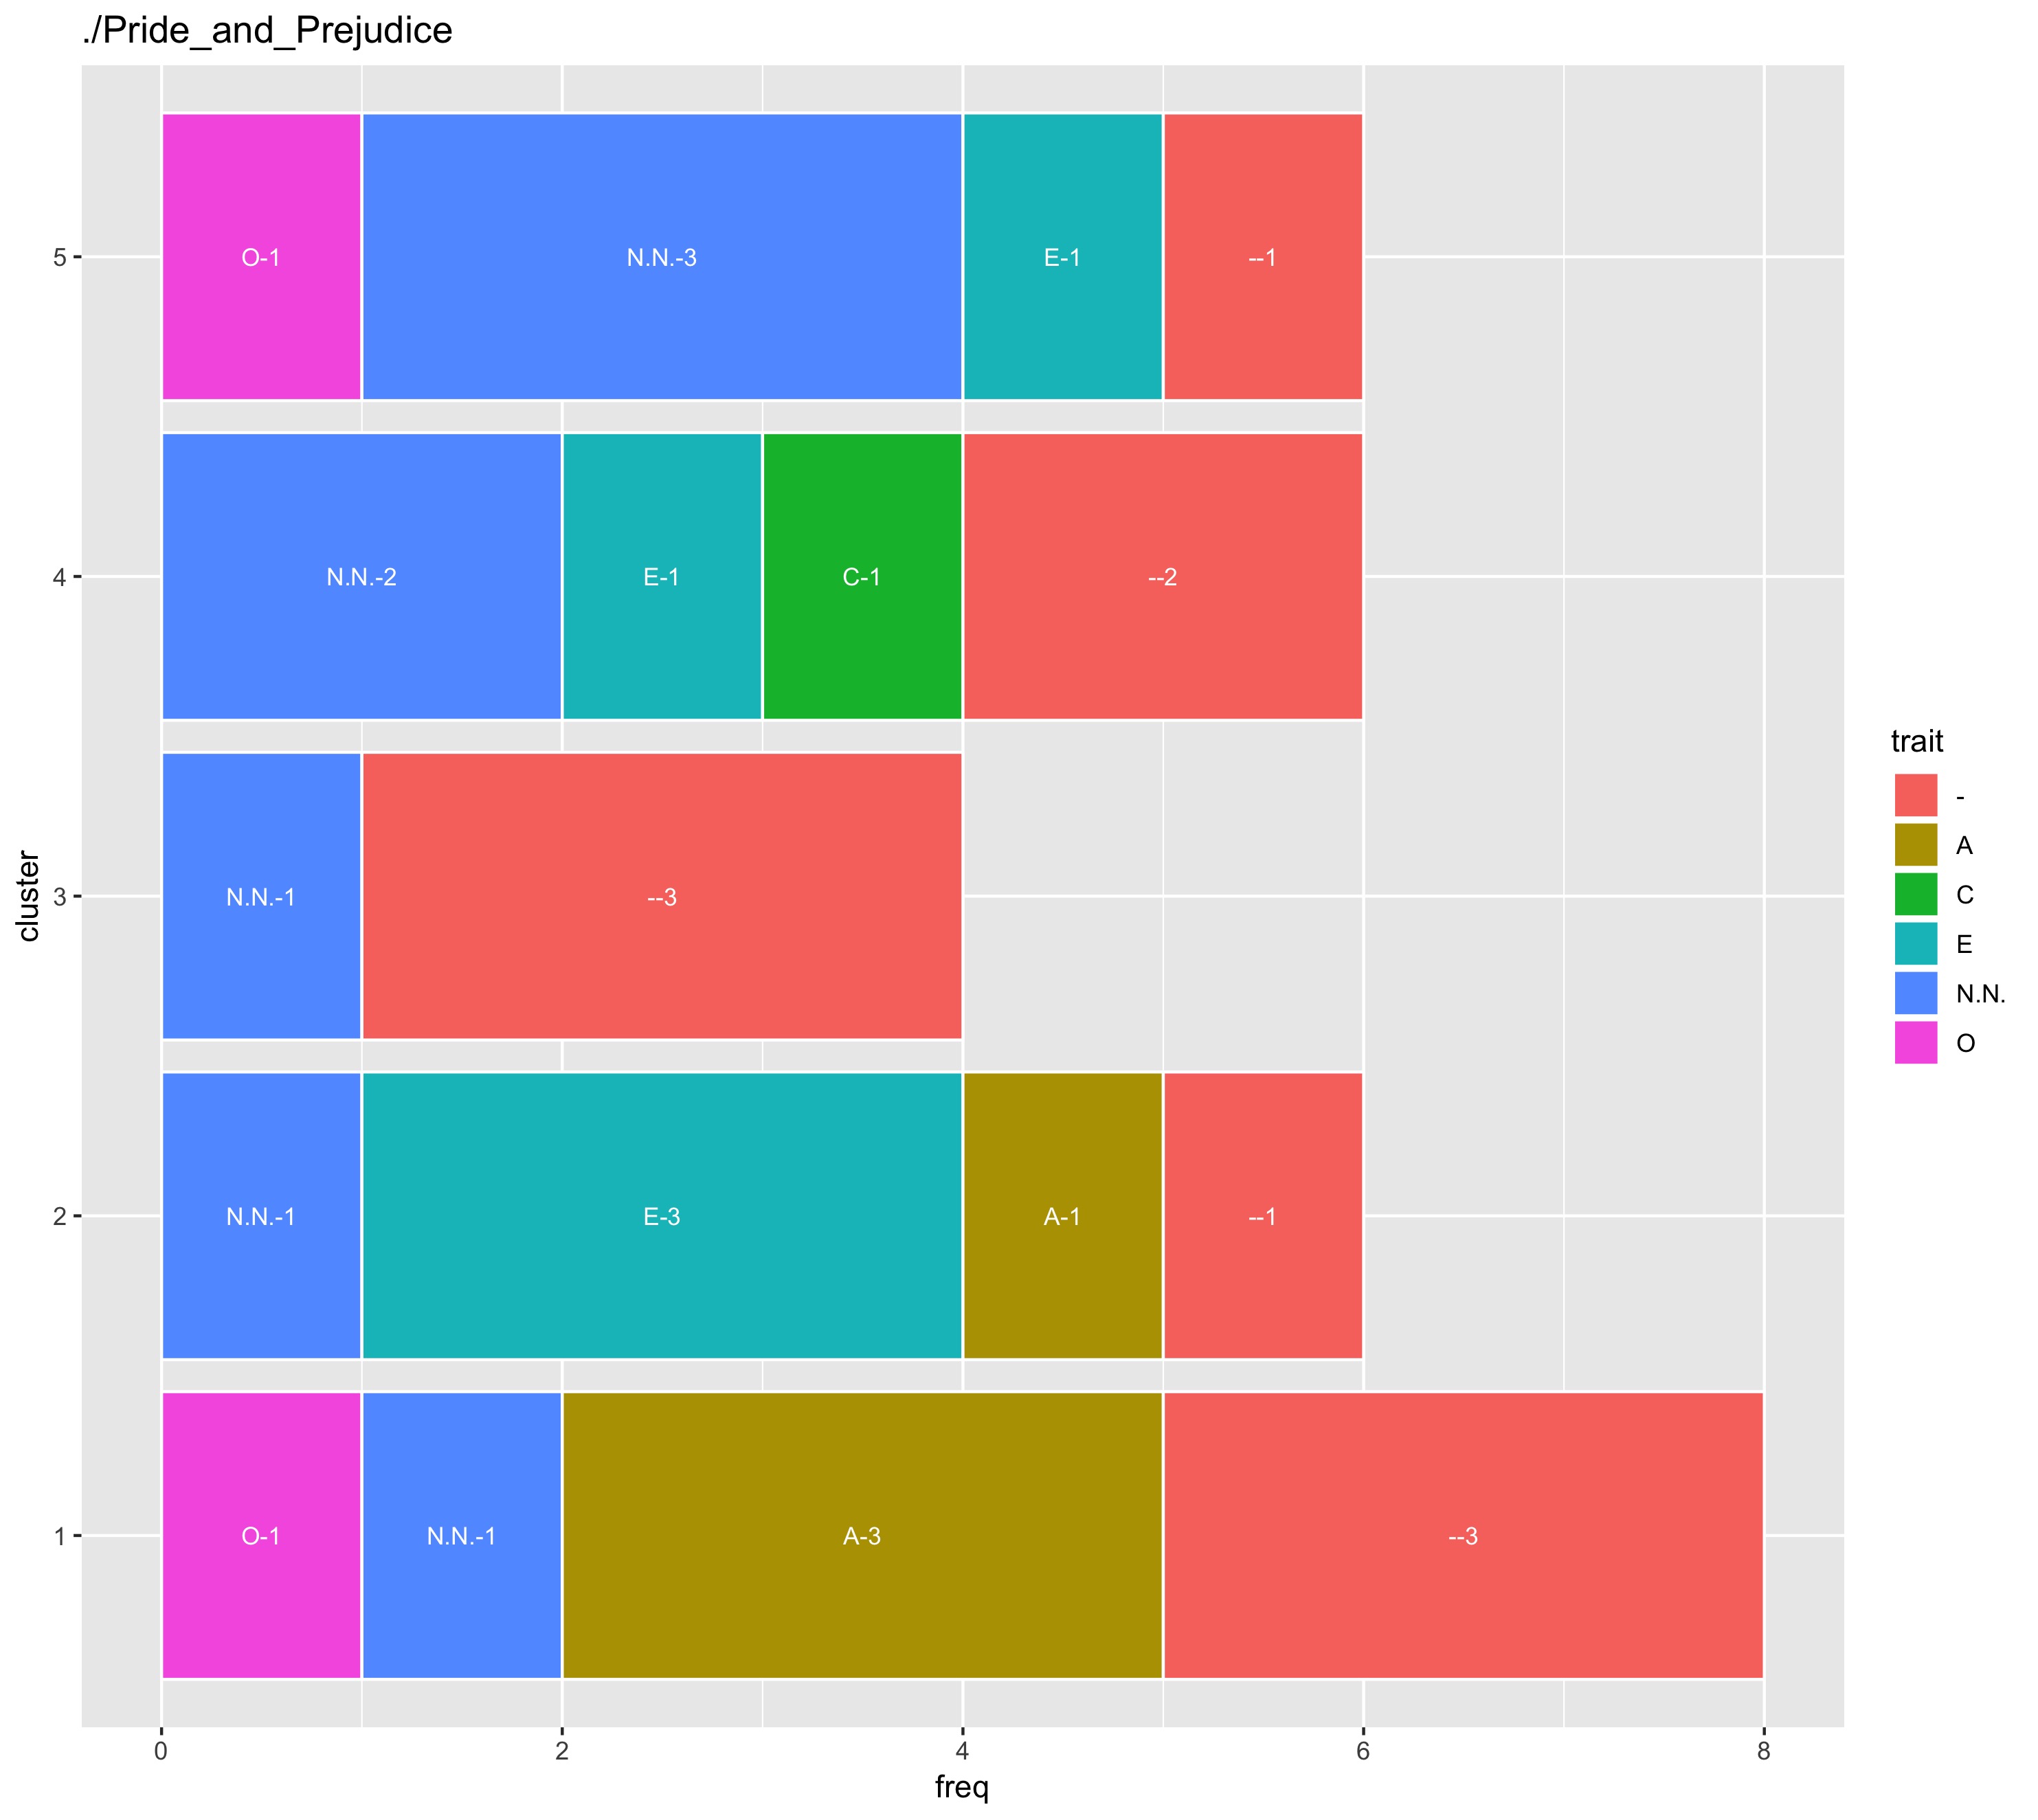 ./Pride_and_Prejudice
5
O-1
N.N.-3
E-1
--1
4
N.N.-2
E-1
C-1
--2
3
N.N.-1
--3
2
N.N.-1
E-3
A-1
--1
1
O-1
N.N.-1
A-3
--3
0 2 4 6 8
freq
cluster
trait
-
A
C
E
N.N.
O